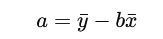 a = ȳ − bx̄